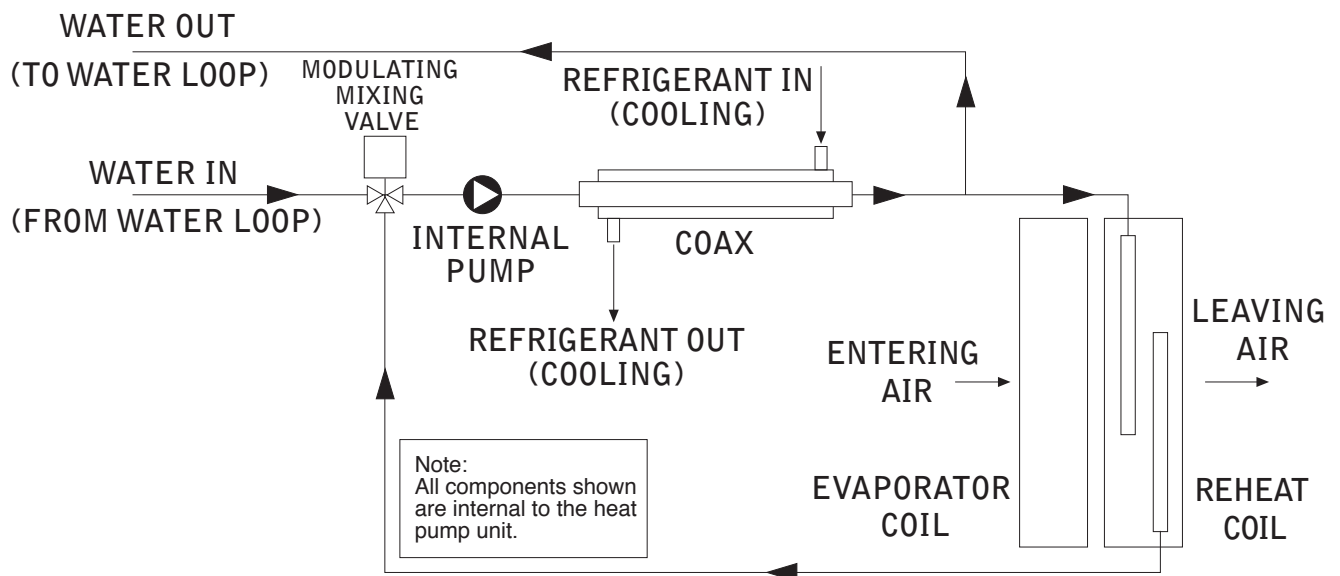 WATER OUT
(TO WATER LOOP)
MODULATING
MIXING
VALVE
REFRIGERANT IN
(COOLING)
WATER IN
(FROM WATER LOOP)
INTERNAL
PUMP
COAX
REFRIGERANT OUT
(COOLING)
ENTERING
AIR
LEAVING
AIR
Note:
All components shown
are internal to the heat
pump unit.
EVAPORATOR
COIL
REHEAT
COIL